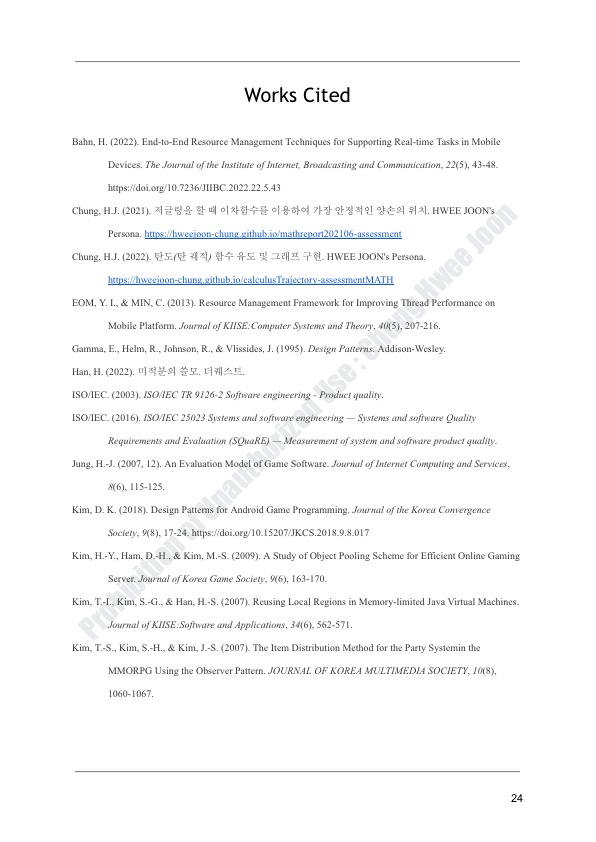 Works Cited
Bahn, H. (2022). End-to-End Resource Management Techniques for Supporting Real-time Tasks in Mobile
Devices. The Journal of the Institute of Internet, Broadcasting and Communication, 22(5), 43-48.
https://doi.org/10.7236/JIIBC.2022.22.5.43
Chung, H.J. (2021). 저글링을 할 때 이차함수를 이용하여 가장 안정적인 양손의 위치. HWEE JOON's
Persona. https://hweejoon-chung.github.io/mathreport202106-assessment
Chung, H.J. (2022). 탄도(탄 궤적) 함수 유도 및 그래프 구현. HWEE JOON's Persona.
https://hweejoon-chung.github.io/calculusTrajectory-assessmentMATH
EOM, Y. I., & MIN, C. (2013). Resource Management Framework for Improving Thread Performance on
Mobile Platform. Journal of KIISE:Computer Systems and Theory, 40(5), 207-216.
Gamma, E., Helm, R., Johnson, R., & Vlissides, J. (1995). Design Patterns. Addison-Wesley.
Han, H. (2022). 미적분의 쓸모. 더퀘스트.
ISO/IEC. (2003). ISO/IEC TR 9126-2 Software engineering - Product quality.
ISO/IEC. (2016). ISO/IEC 25023 Systems and software engineering — Systems and software Quality
Requirements and Evaluation (SQuaRE) — Measurement of system and software product quality.
Jung, H.-J. (2007, 12). An Evaluation Model of Game Software. Journal of Internet Computing and Services,
8(6), 115-125.
Kim, D. K. (2018). Design Patterns for Android Game Programming. Journal of the Korea Convergence
Society, 9(8), 17-24. https://doi.org/10.15207/JKCS.2018.9.8.017
Kim, H.-Y., Ham, D.-H., & Kim, M.-S. (2009). A Study of Object Pooling Scheme for Efficient Online Gaming
Server. Journal of Korea Game Society, 9(6), 163-170.
Kim, T.-I., Kim, S.-G., & Han, H.-S. (2007). Reusing Local Regions in Memory-limited Java Virtual Machines.
Journal of KIISE:Software and Applications, 34(6), 562-571.
Kim, T.-S., Kim, S.-H., & Kim, J.-S. (2007). The Item Distribution Method for the Party Systemin the
MMORPG Using the Observer Pattern. JOURNAL OF KOREA MULTIMEDIA SOCIETY, 10(8),
1060-1067.
Prohibition of Unauthorized Use : Chung Hwee Joon
24